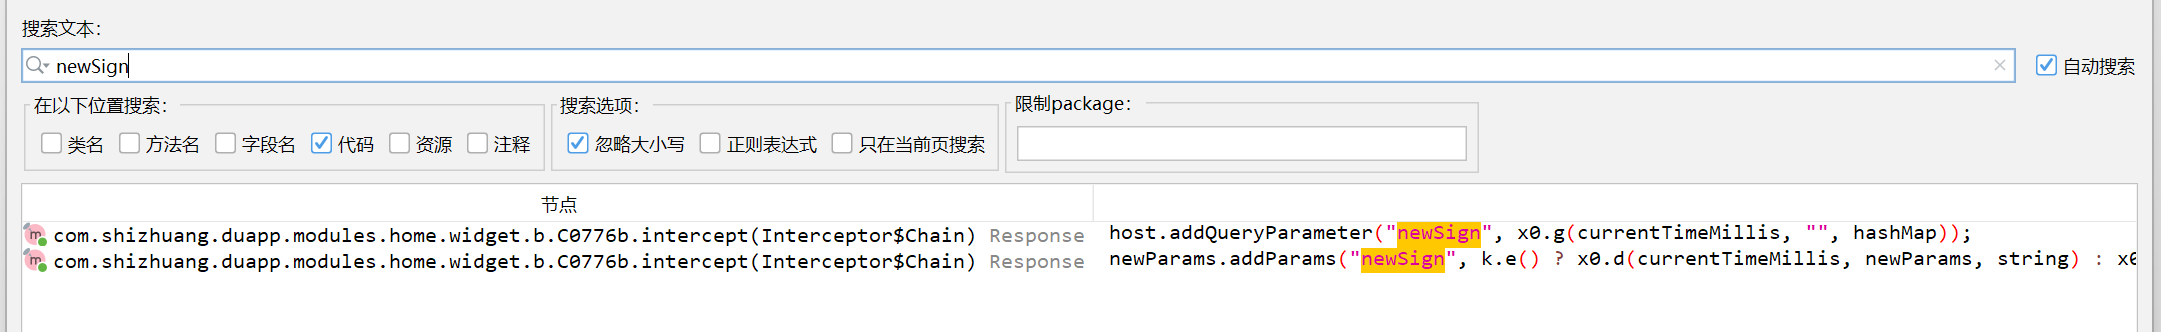 搜索文本:
newSign
自动搜索
在以下位置搜索:
类名 方法名 字段名 代码 资源 注释
搜索选项:
忽略大小写 正则表达式 只在当前页搜索
限制package:
节点
m com.shizhuang.duapp.modules.home.widget.b.C0776b.intercept(Interceptor$Chain) Response host.addQueryParameter("newSign", x0.g(currentTimeMillis, "", hashMap));
m com.shizhuang.duapp.modules.home.widget.b.C0776b.intercept(Interceptor$Chain) Response newParams.addParams("newSign", k.e() ? x0.d(currentTimeMillis, newParams, string) : x0